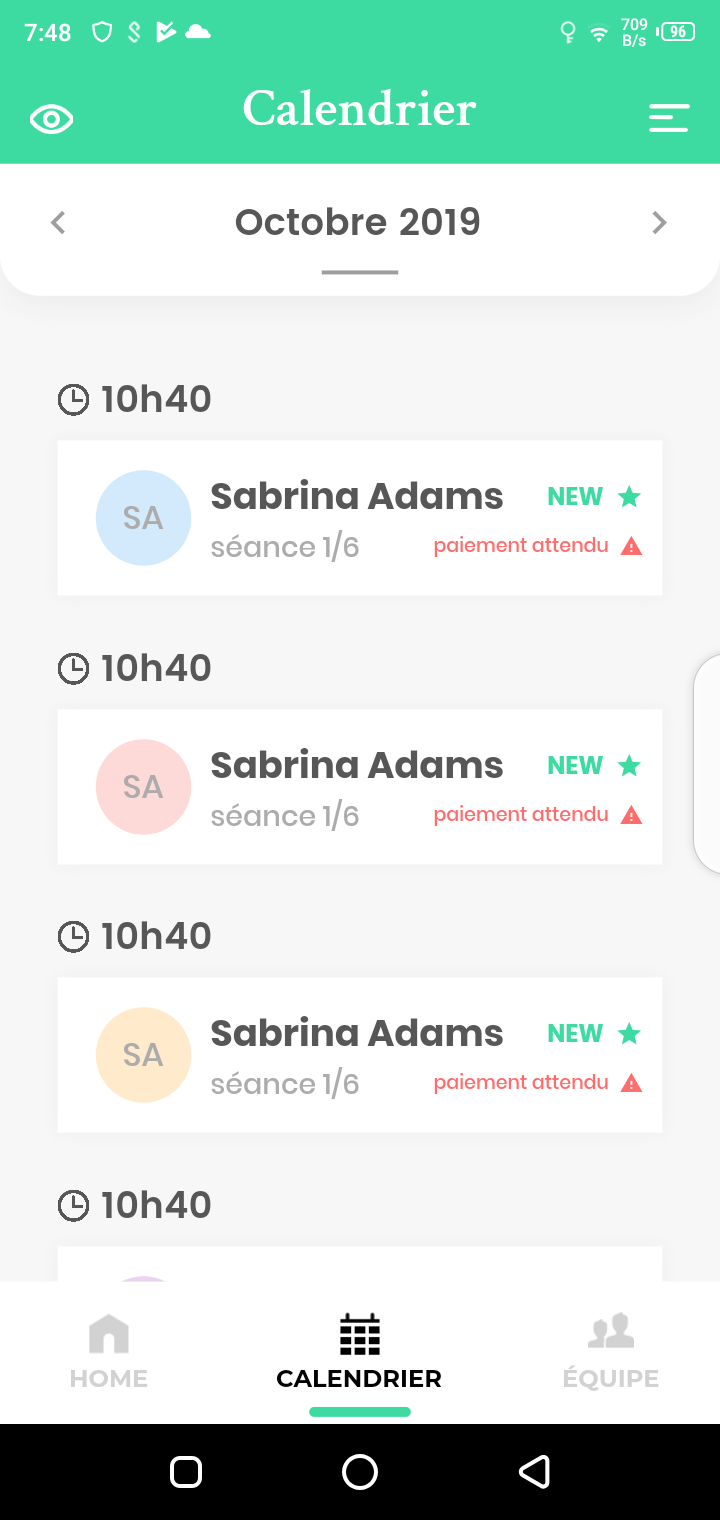 7:48
709
B/s
96
Calendrier
Octobre 2019
10h40
SA
Sabrina Adams
NEW
séance 1/6
paiement attendu
10h40
SA
Sabrina Adams
NEW
séance 1/6
paiement attendu
10h40
SA
Sabrina Adams
NEW
séance 1/6
paiement attendu
10h40
HOME
CALENDRIER
ÉQUIPE